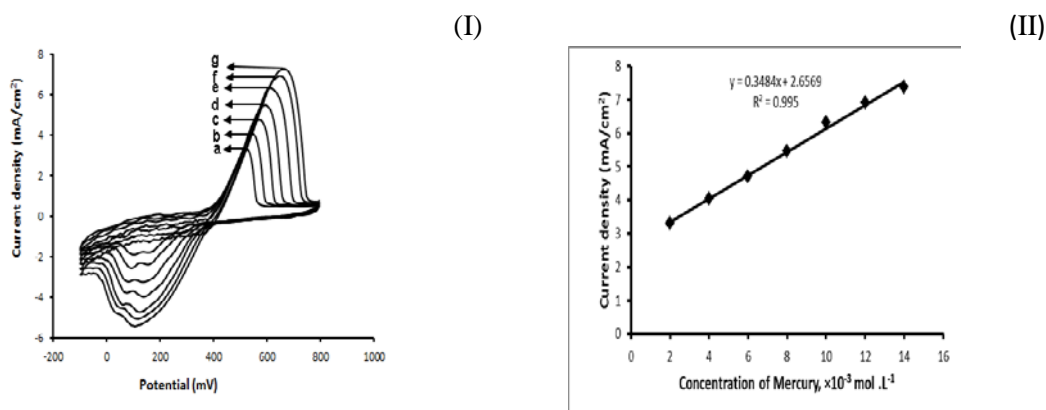 (I)
(II)
Current density (mA/cm²)
8
6
4
2
0
-2
-4
-6
g
f
e
d
c
b
a
-200
0
200
400
600
800
1000
Potential (mV)
Current density (mA/cm²)
8
7
6
5
4
3
2
1
0
y = 0.3484x + 2.6569
R² = 0.995
0
2
4
6
8
10
12
14
16
Concentration of Mercury, ×10⁻³ mol .L⁻¹